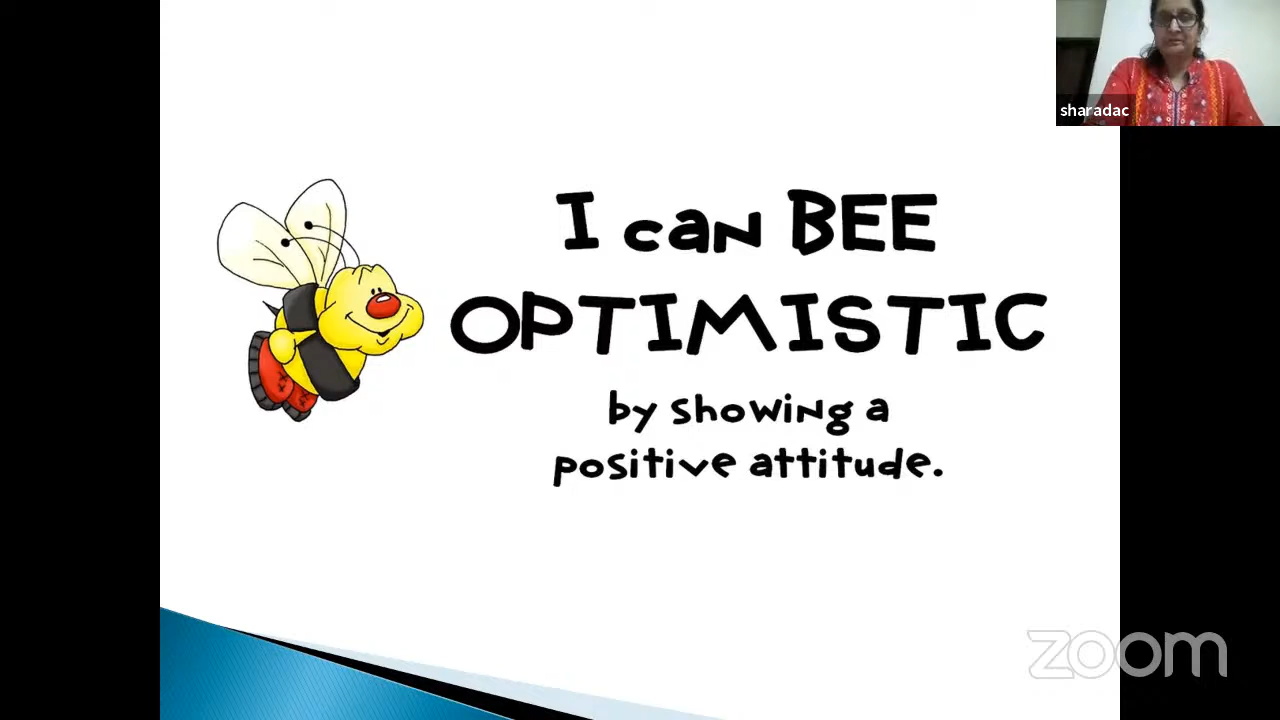 sharadac
I can BEE
OPTIMISTIC
by showing a
positive attitude.
zoom